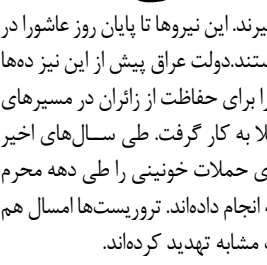 یرند. این نیروها تا پایان روز عاشورا در
ستند.دولت عراق پیش از این نیز ده‌ها
را برای حفاظت از زائران در مسیرهای
لا به کار گرفت. طی ســال‌های اخیر
ی حملات خونینی را طی دهه محرم
انجام داده‌اند. تروریست‌ها امسال هم
مشابه تهدید کرده‌اند.